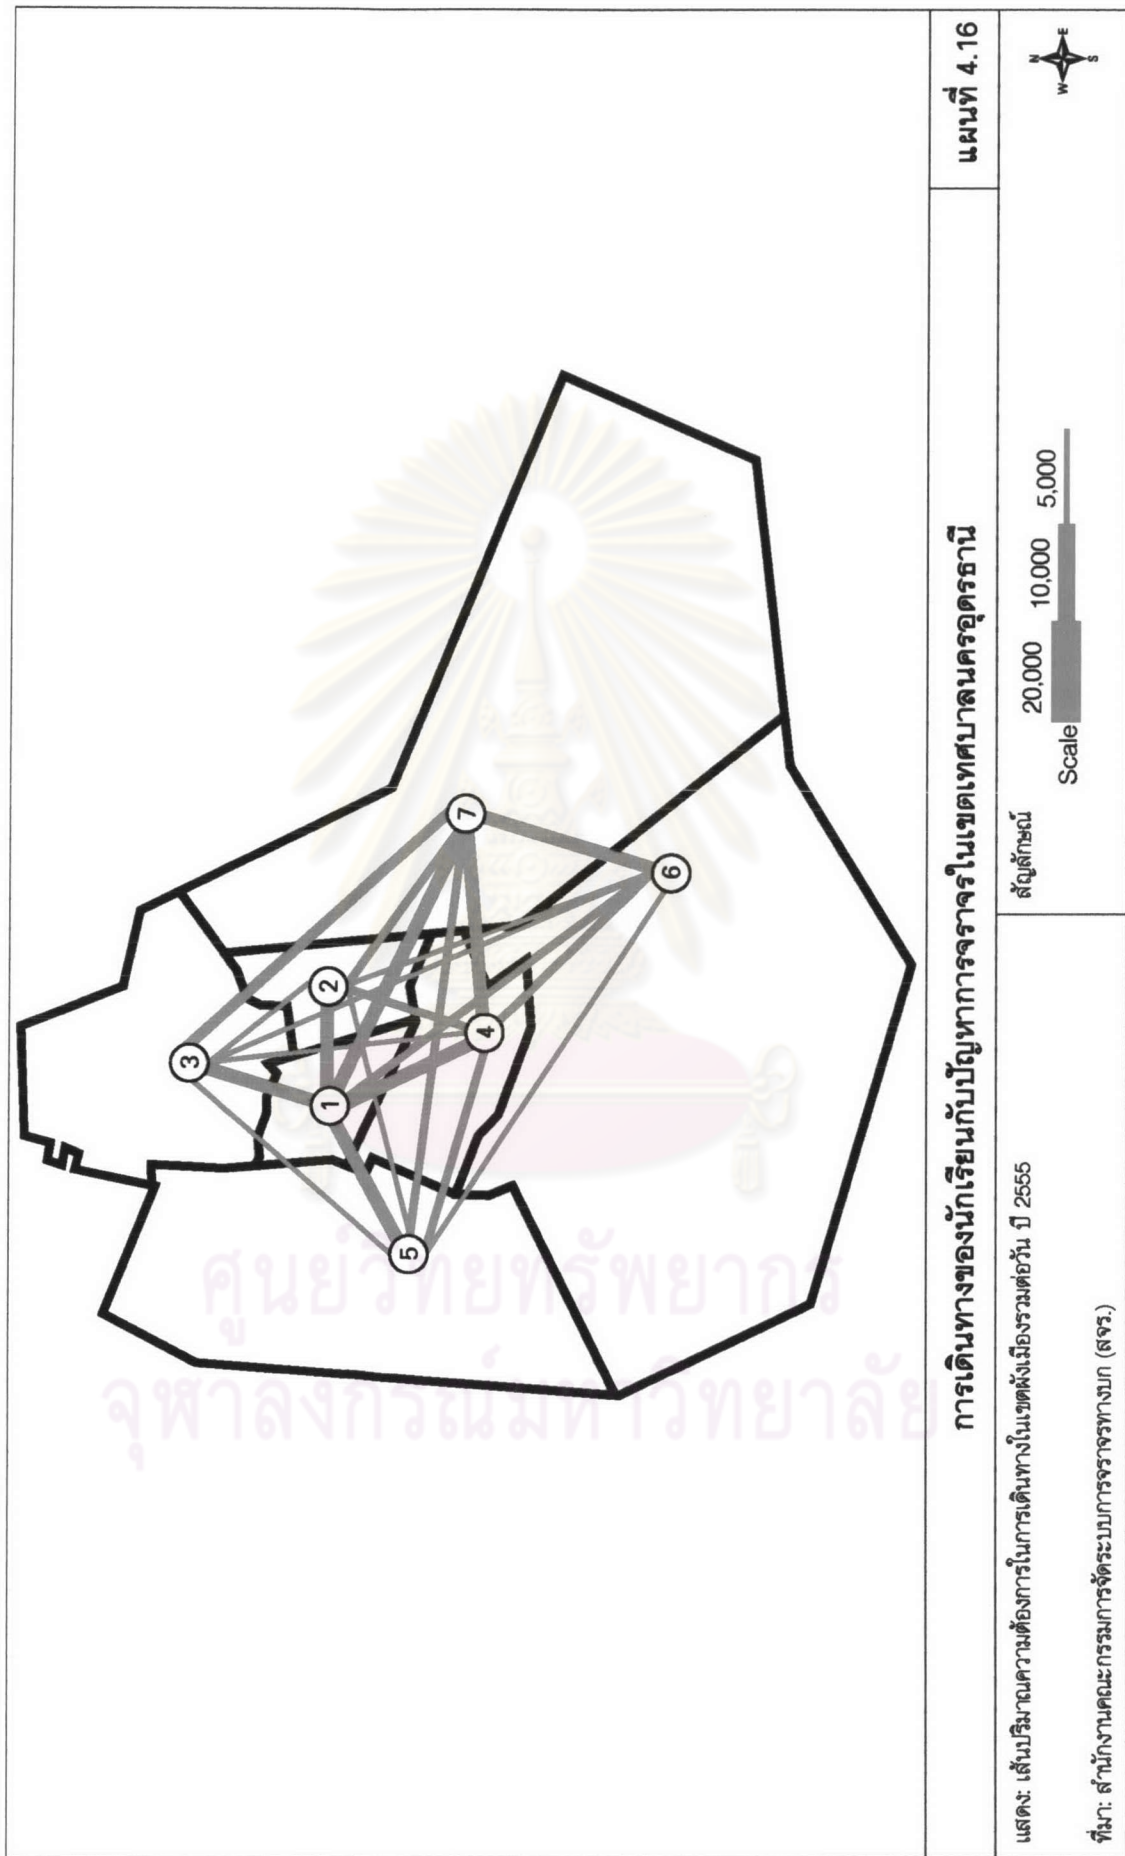 3
2
1
7
5
4
6
ศูนย์วิทยทรัพยากร
จุฬาลงกรณ์มหาวิทยาลัย
การเดินทางของนักเรียนกับปัญหาการจราจรในเขตเทศบาลนครอุดรธานี
แผนที่ 4.16
แสดง: เส้นปริมาณความต้องการในการเดินทางในเขตผังเมืองรวมต่อวัน ปี 2555
ที่มา: สำนักงานคณะกรรมการจัดระบบการจราจรทางบก (สจร.)
สัญลักษณ์
20,000 10,000 5,000
Scale
N
W E
S